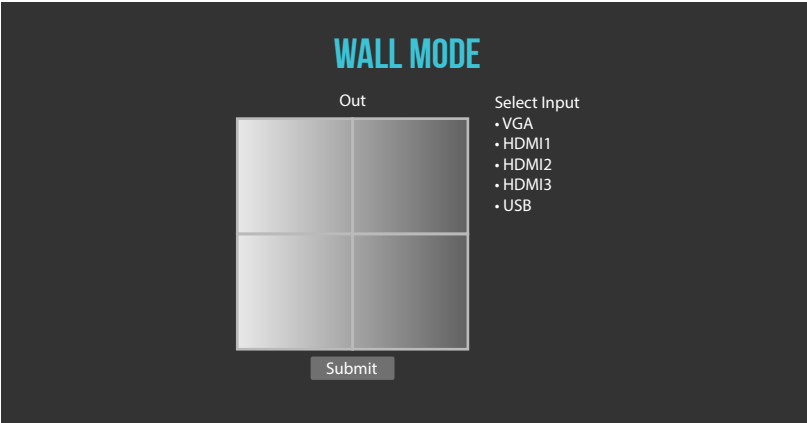 WALL MODE
Out
Select Input
• VGA
• HDMI1
• HDMI2
• HDMI3
• USB
Submit